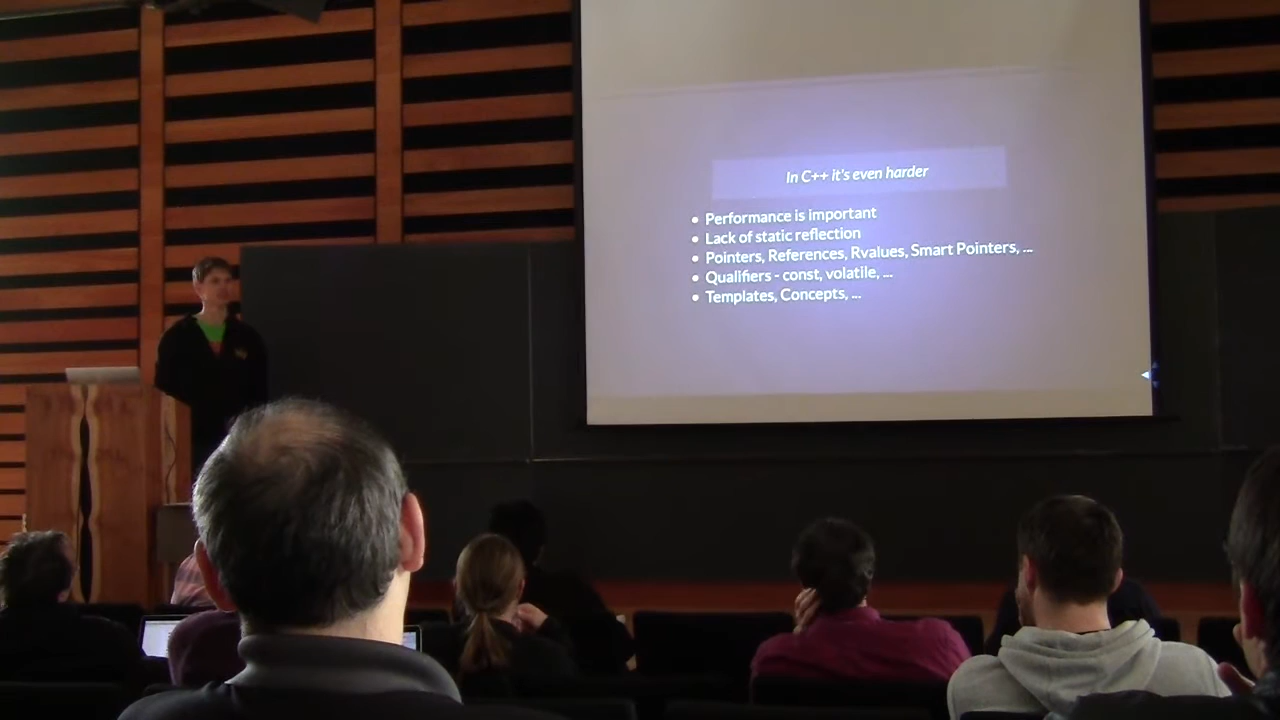 In C++ it's even harder
• Performance is important
• Lack of static reflection
• Pointers, References, Rvalues, Smart Pointers, ...
• Qualifiers - const, volatile, ...
• Templates, Concepts, ...